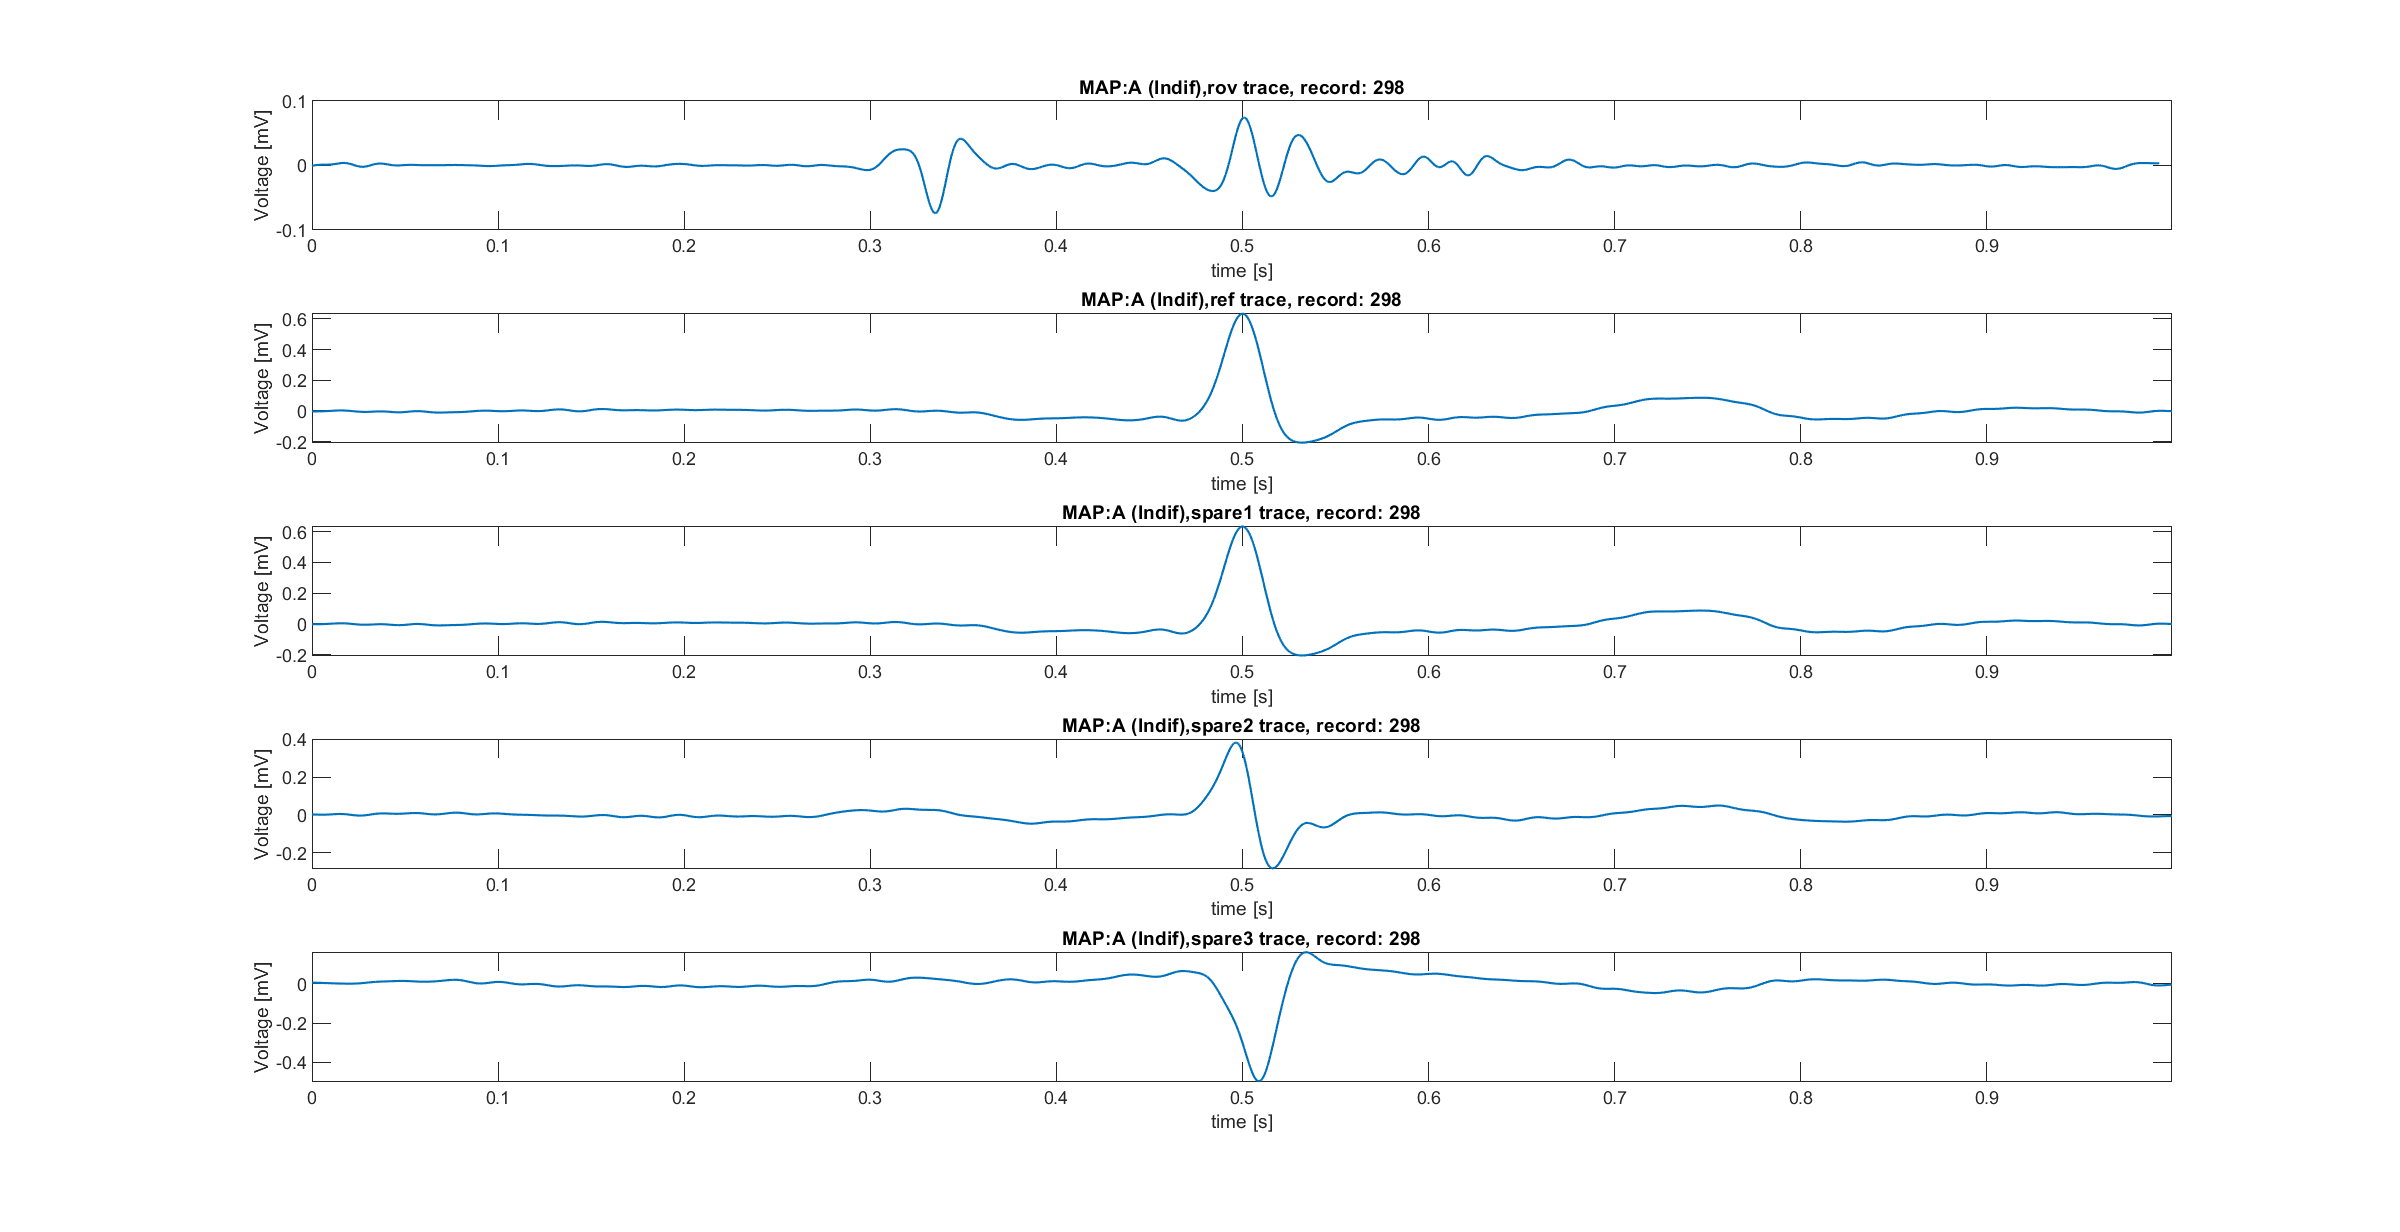 MAP:A (Indif),rov trace, record: 298
Voltage [mV]
0.1
0
-0.1
0 0.1 0.2 0.3 0.4 0.5 0.6 0.7 0.8 0.9
time [s]
MAP:A (Indif),ref trace, record: 298
Voltage [mV]
0.6
0.4
0.2
0
-0.2
0 0.1 0.2 0.3 0.4 0.5 0.6 0.7 0.8 0.9
time [s]
MAP:A (Indif),spare1 trace, record: 298
Voltage [mV]
0.6
0.4
0.2
0
-0.2
0 0.1 0.2 0.3 0.4 0.5 0.6 0.7 0.8 0.9
time [s]
MAP:A (Indif),spare2 trace, record: 298
Voltage [mV]
0.4
0.2
0
-0.2
0 0.1 0.2 0.3 0.4 0.5 0.6 0.7 0.8 0.9
time [s]
MAP:A (Indif),spare3 trace, record: 298
Voltage [mV]
0
-0.2
-0.4
0 0.1 0.2 0.3 0.4 0.5 0.6 0.7 0.8 0.9
time [s]